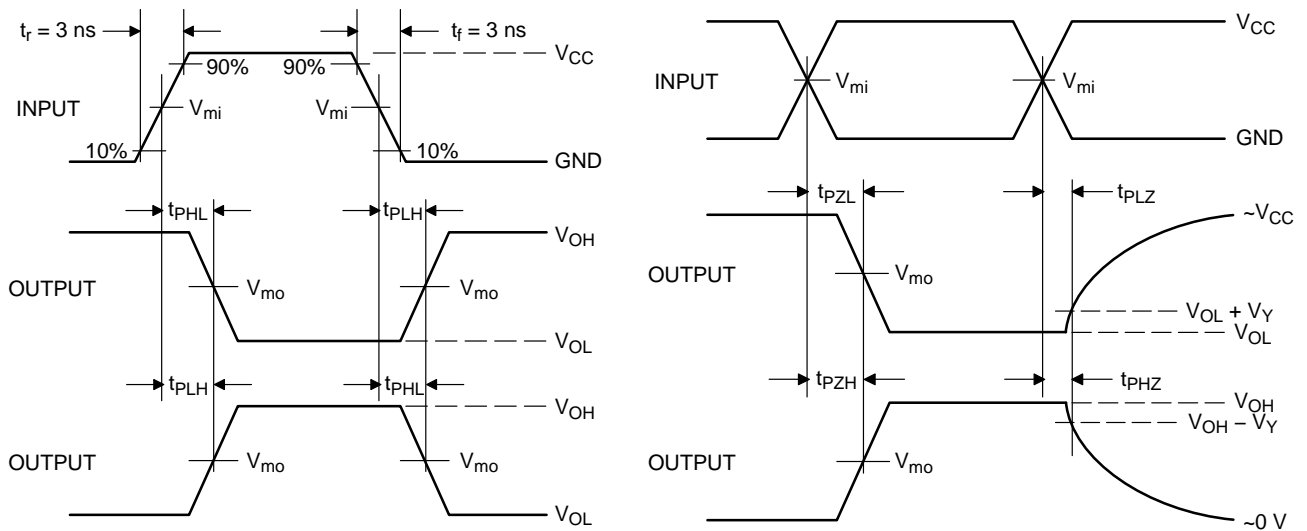 t_r = 3 ns
t_f = 3 ns
V_CC
90%
90%
INPUT
V_mi
V_mi
10%
10%
GND
t_PHL
t_PLH
V_OH
OUTPUT
V_mo
V_mo
V_OL
t_PLH
t_PHL
V_OH
OUTPUT
V_mo
V_mo
V_OL
V_CC
INPUT
V_mi
V_mi
GND
t_PZL
t_PLZ
~V_CC
OUTPUT
V_mo
V_OL + V_Y
V_OL
t_PZH
t_PHZ
V_OH
V_OH – V_Y
OUTPUT
V_mo
~0 V